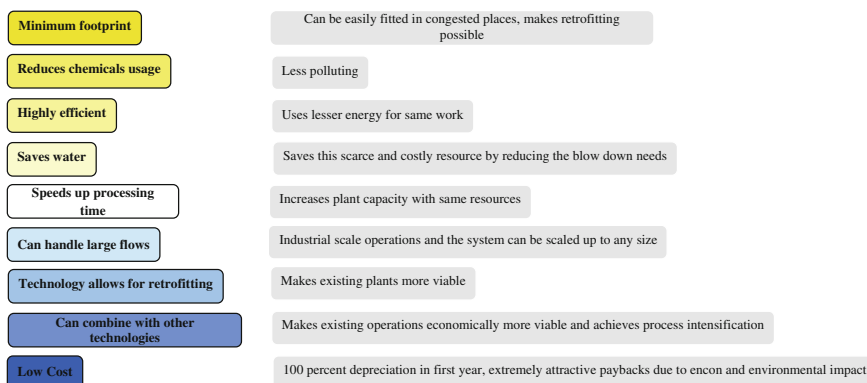 Minimum footprint
Can be easily fitted in congested places, makes retrofitting
possible
Reduces chemicals usage
Less polluting
Highly efficient
Uses lesser energy for same work
Saves water
Saves this scarce and costly resource by reducing the blow down needs
Speeds up processing
time
Increases plant capacity with same resources
Can handle large flows
Industrial scale operations and the system can be scaled up to any size
Technology allows for retrofitting
Makes existing plants more viable
Can combine with other
technologies
Makes existing operations economically more viable and achieves process intensification
Low Cost
100 percent depreciation in first year, extremely attractive paybacks due to encon and environmental impact